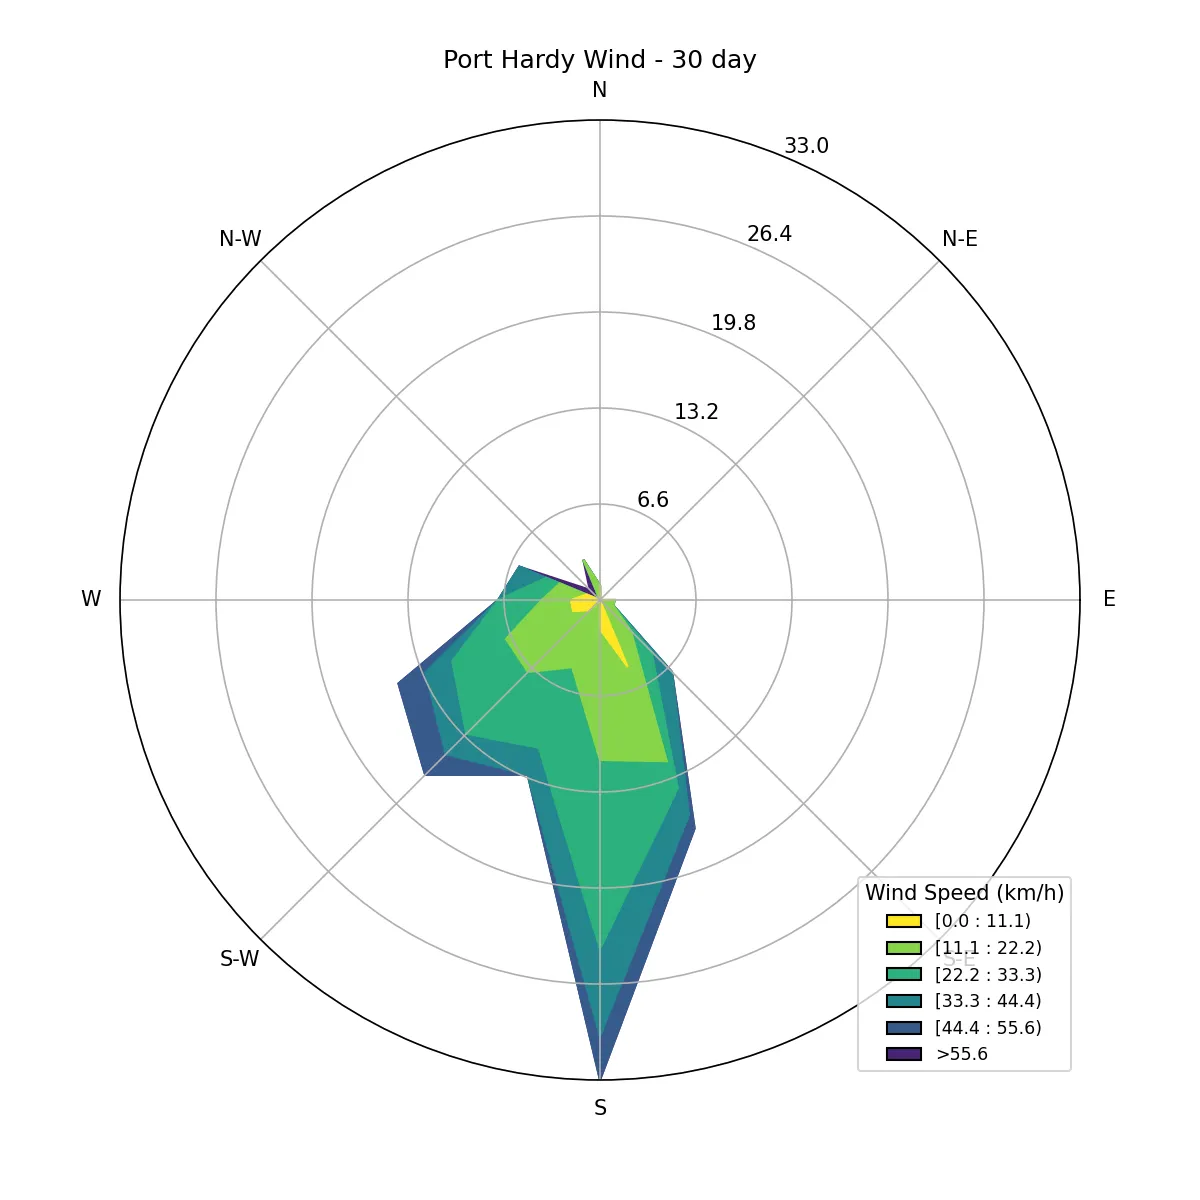 Port Hardy Wind - 30 day
N
33.0
N-W
26.4
N-E
19.8
13.2
6.6
W
E
S-W
S-E
S
Wind Speed (km/h)
[0.0 : 11.1)
[11.1 : 22.2)
[22.2 : 33.3)
[33.3 : 44.4)
[44.4 : 55.6)
>55.6